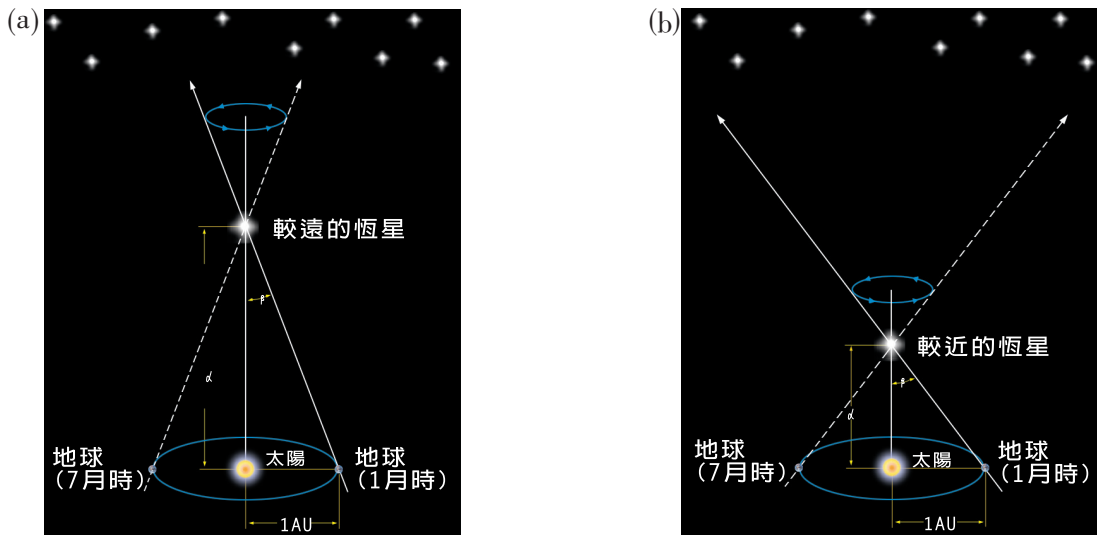 (a)
較遠的恆星
β
d
地球
(7月時)
太陽
地球
(1月時)
1AU
(b)
較近的恆星
β
d
地球
(7月時)
太陽
地球
(1月時)
1AU